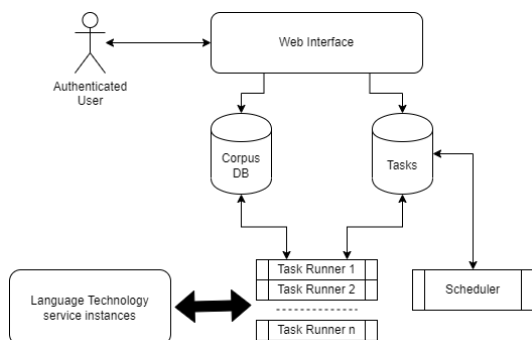 Web Interface
Authenticated
User
Corpus
DB
Tasks
Task Runner 1
Task Runner 2
Task Runner n
Scheduler
Language Technology
service instances